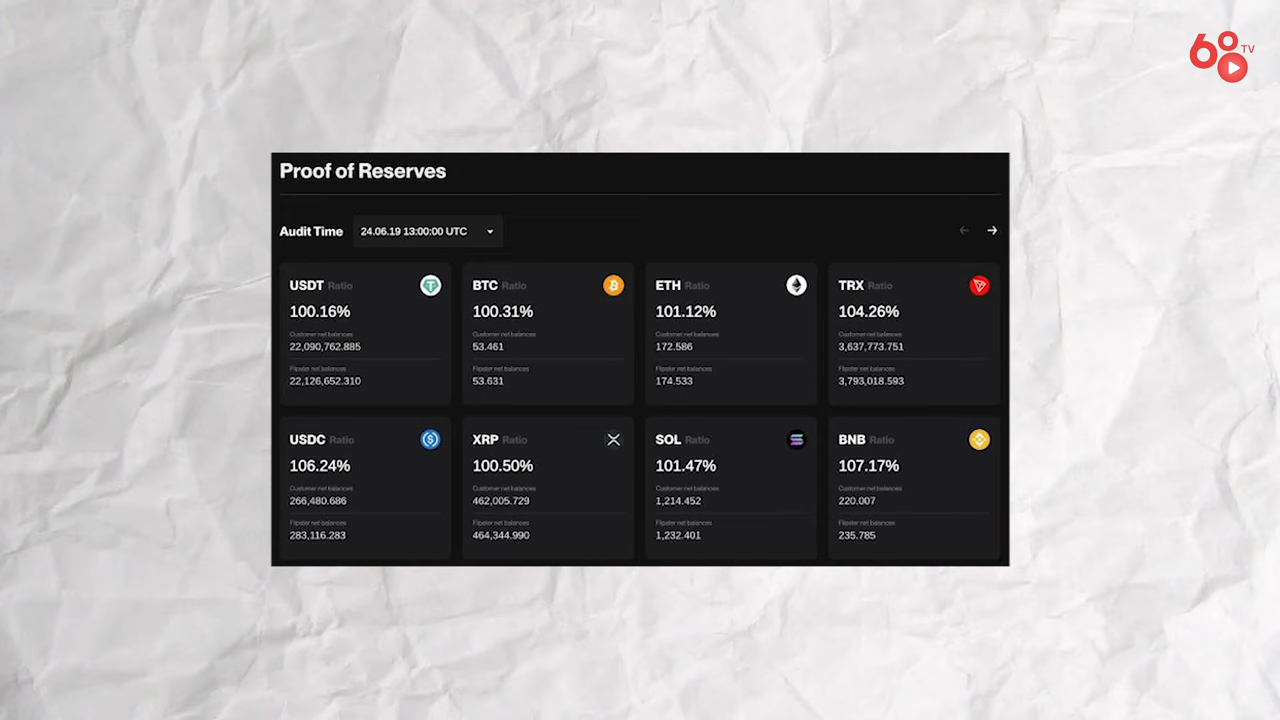 68 TV
Proof of Reserves
Audit Time 24.06.19 13:00:00 UTC
USDT Ratio
100.16%
Customer net balances
22,090,762.885
Flipster net balances
22,126,652.310
BTC Ratio
100.31%
Customer net balances
53.461
Flipster net balances
53.631
ETH Ratio
101.12%
Customer net balances
172.586
Flipster net balances
174.533
TRX Ratio
104.26%
Customer net balances
3,637,773.751
Flipster net balances
3,793,018.593
USDC Ratio
106.24%
Customer net balances
266,480.686
Flipster net balances
283,116.283
XRP Ratio
100.50%
Customer net balances
462,005.729
Flipster net balances
464,344.990
SOL Ratio
101.47%
Customer net balances
1,214.452
Flipster net balances
1,232.401
BNB Ratio
107.17%
Customer net balances
220.007
Flipster net balances
235.785